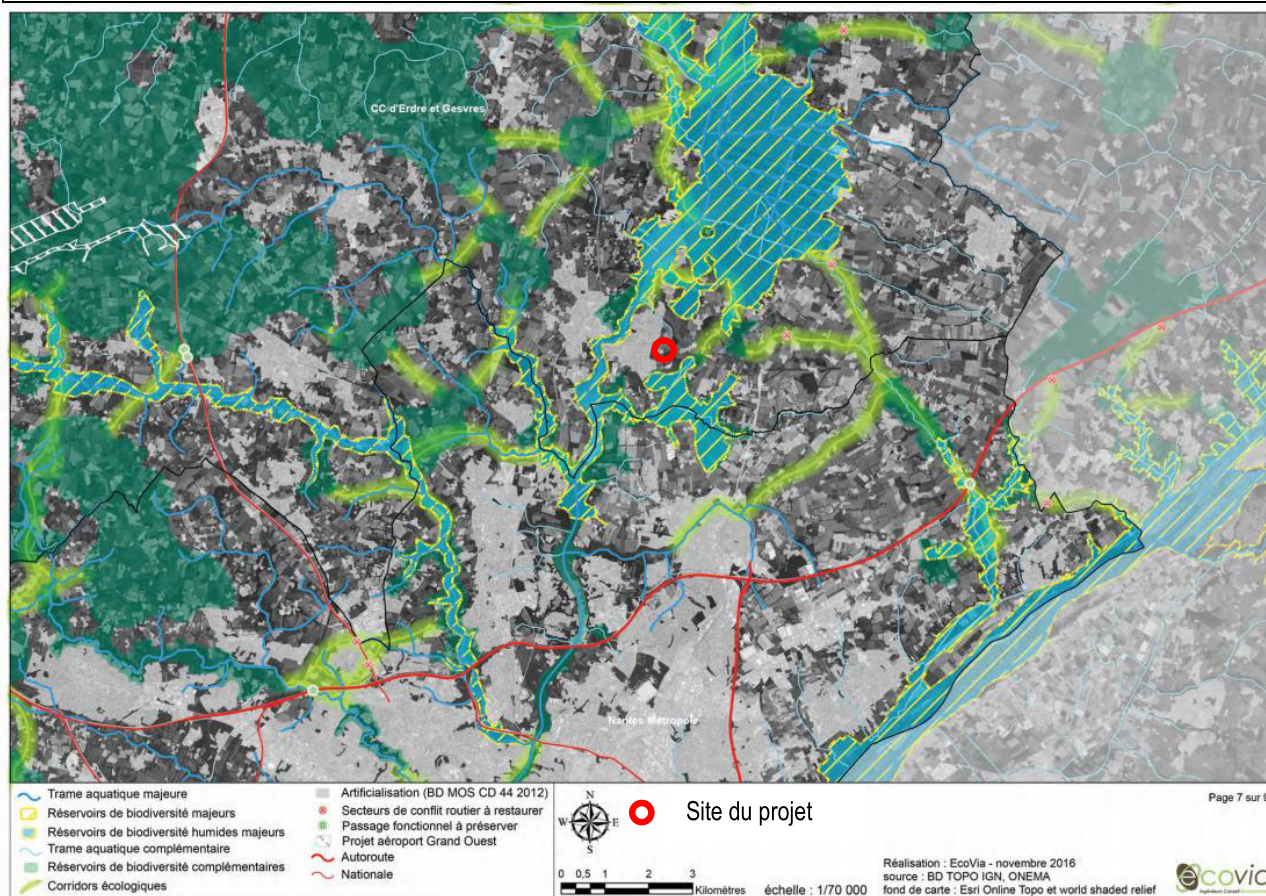 CC d'Erdre et Gesvres
Nantes Métropole
Trame aquatique majeure
Réservoirs de biodiversité majeurs
Réservoirs de biodiversité humides majeurs
Trame aquatique complémentaire
Réservoirs de biodiversité complémentaires
Corridors écologiques
Artificialisation (BD MOS CD 44 2012)
Secteurs de conflit routier à restaurer
Passage fonctionnel à préserver
Projet aéroport Grand Ouest
Autoroute
Nationale
N
W E
S
Site du projet
0 0,5 1 2 3
Kilomètres
échelle : 1/70 000
Réalisation : EcoVia - novembre 2016
source : BD TOPO IGN, ONEMA
fond de carte : Esri Online Topo et world shaded relief
Page 7 sur 9
ecovia